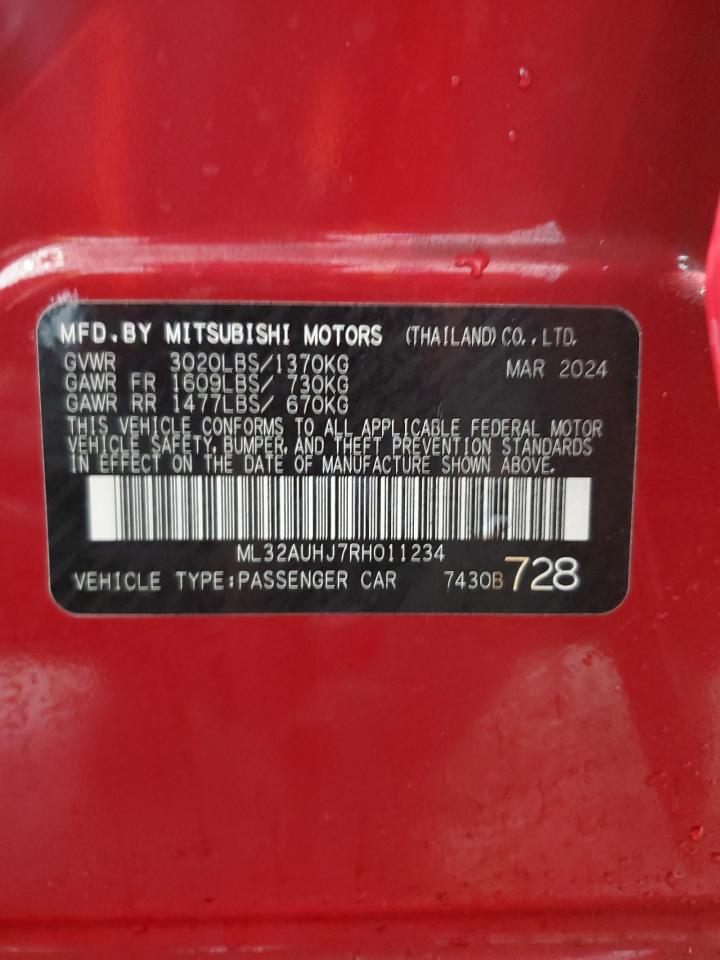 MFD.BY MITSUBISHI MOTORS (THAILAND) CO., LTD.
GVWR 3020LBS/1370KG MAR 2024
GAWR FR 1609LBS/ 730KG
GAWR RR 1477LBS/ 670KG
THIS VEHICLE CONFORMS TO ALL APPLICABLE FEDERAL MOTOR
VEHICLE SAFETY, BUMPER, AND THEFT PREVENTION STANDARDS
IN EFFECT ON THE DATE OF MANUFACTURE SHOWN ABOVE.
ML32AUHJ7RH011234
VEHICLE TYPE:PASSENGER CAR 7430B728